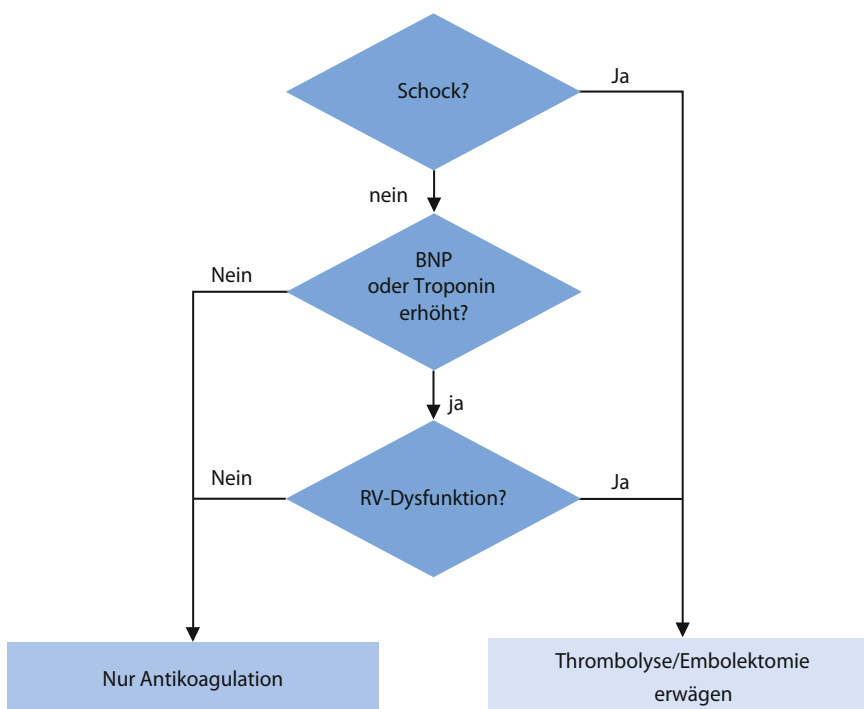 Schock?
Ja
nein
BNP
oder Troponin
erhöht?
Nein
ja
Nein
RV-Dysfunktion?
Ja
Nur Antikoagulation
Thrombolyse/Embolektomie
erwägen